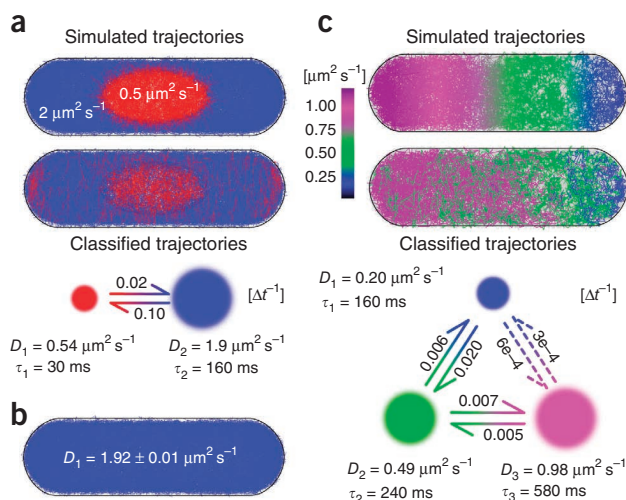 a
Simulated trajectories
0.5 μm² s⁻¹
2 μm² s⁻¹
Classified trajectories
0.02
0.10
[Δt⁻¹]
D₁ = 0.54 μm² s⁻¹
τ₁ = 30 ms
D₂ = 1.9 μm² s⁻¹
τ₂ = 160 ms
b
D₁ = 1.92 ± 0.01 μm² s⁻¹
c
Simulated trajectories
[μm² s⁻¹]
1.00
0.75
0.50
0.25
Classified trajectories
D₁ = 0.20 μm² s⁻¹
τ₁ = 160 ms
[Δt⁻¹]
0.006
0.020
6e–4
3e–4
0.007
0.005
D₂ = 0.49 μm² s⁻¹
τ₂ = 240 ms
D₃ = 0.98 μm² s⁻¹
τ₃ = 580 ms